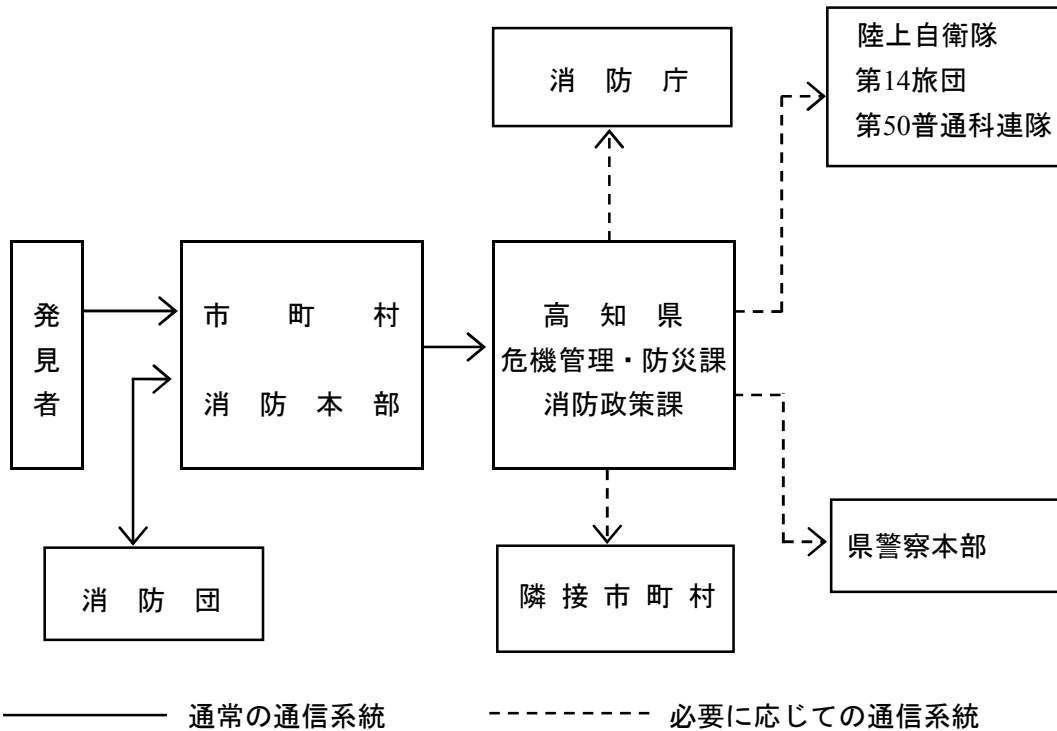 消防庁
陸上自衛隊
第14旅団
第50普通科連隊
発見者
市町村
消防本部
高知県
危機管理・防災課
消防政策課
消防団
隣接市町村
県警察本部
通常の通信系統
必要に応じての通信系統